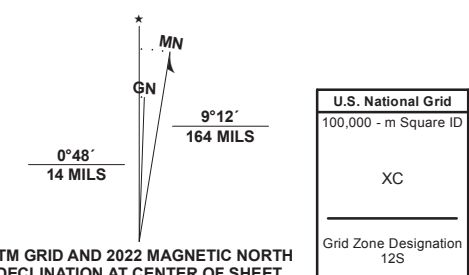 ★
MN
GN
9°12´
164 MILS
0°48´
14 MILS
TM GRID AND 2022 MAGNETIC NORTH
DECLINATION AT CENTER OF SHEET
U.S. National Grid
100,000 - m Square ID
XC
Grid Zone Designation
12S